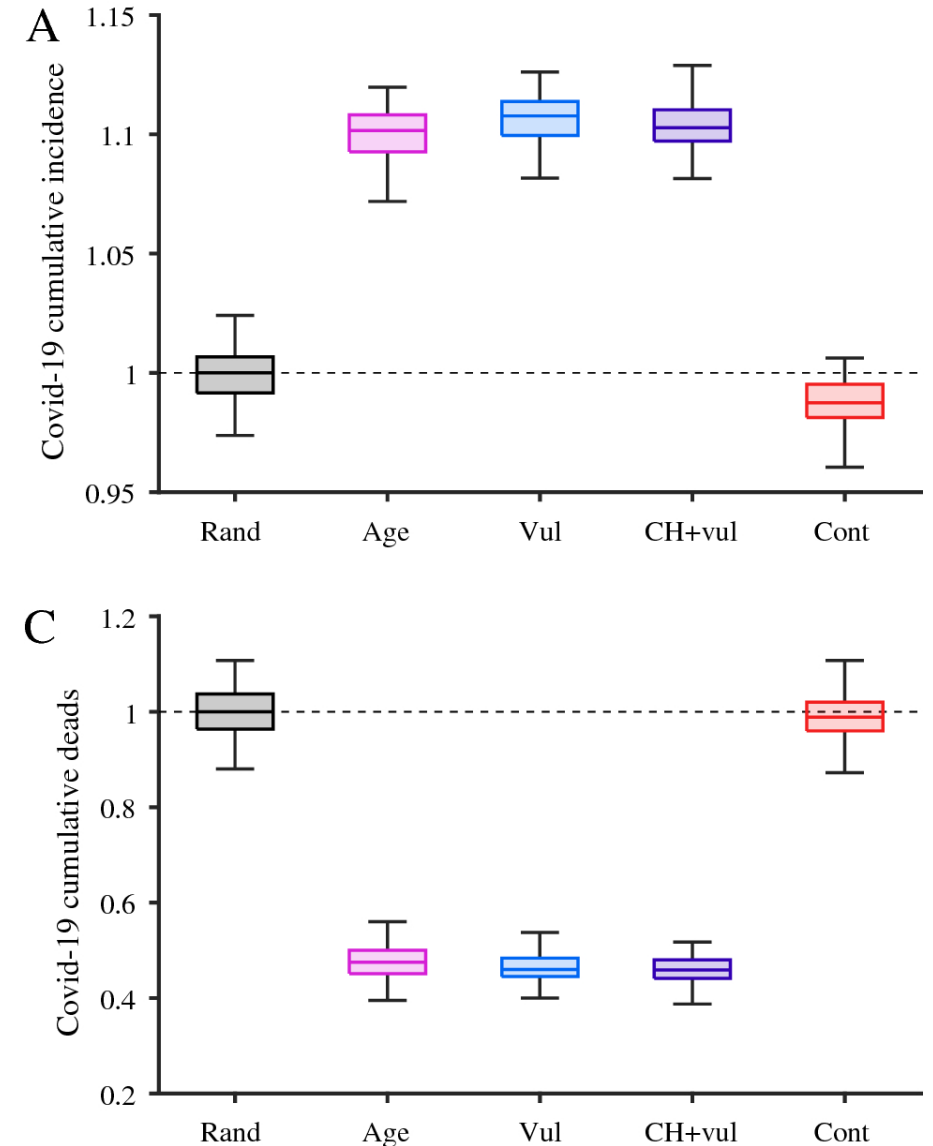 A
Covid-19 cumulative incidence
1.15
1.1
1.05
1
0.95
Rand Age Vul CH+vul Cont
C
Covid-19 cumulative deads
1.2
1
0.8
0.6
0.4
0.2
Rand Age Vul CH+vul Cont